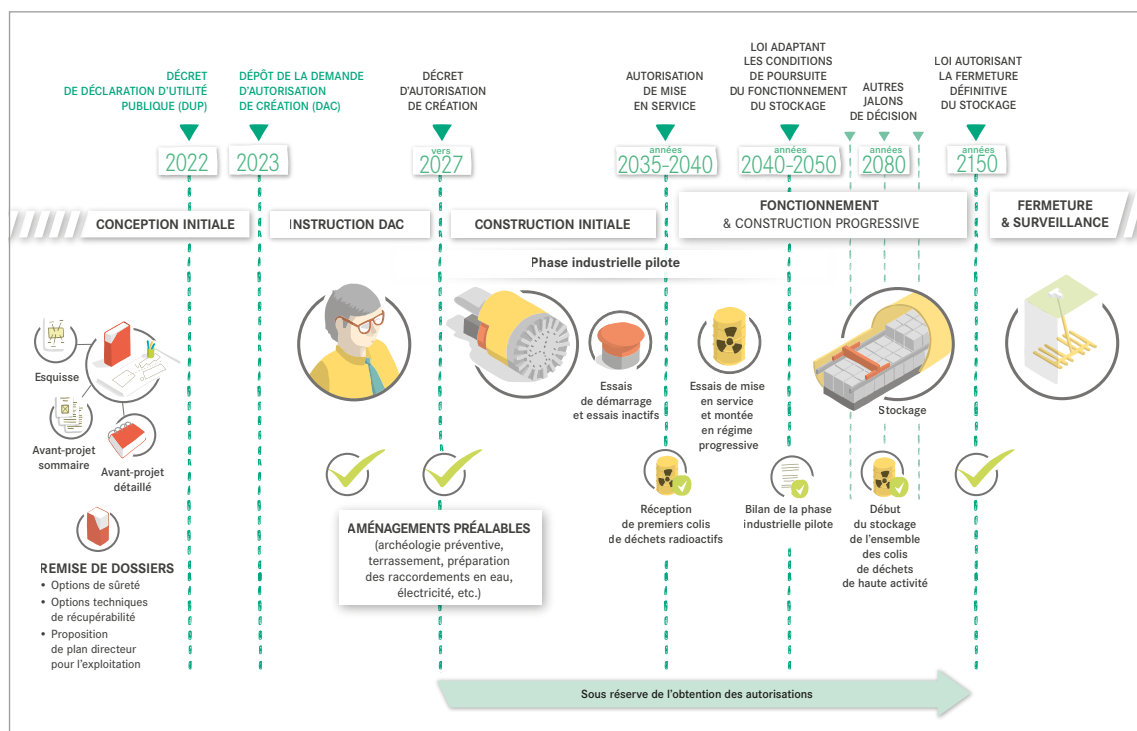 DÉCRET
DE DÉCLARATION D'UTILITÉ
PUBLIQUE (DUP)
2022
DÉPÔT DE LA DEMANDE
D'AUTORISATION
DE CRÉATION (DAC)
2023
DÉCRET
D'AUTORISATION
DE CRÉATION
vers
2027
AUTORISATION
DE MISE
EN SERVICE
années
2035-2040
LOI ADAPTANT
LES CONDITIONS
DE POURSUITE
DU FONCTIONNEMENT
DU STOCKAGE
années
2040-2050
AUTRES
JALONS
DE DÉCISION
années
2080
LOI AUTORISANT
LA FERMETURE
DÉFINITIVE
DU STOCKAGE
années
2150
CONCEPTION INITIALE
INSTRUCTION DAC
CONSTRUCTION INITIALE
FONCTIONNEMENT
& CONSTRUCTION PROGRESSIVE
FERMETURE
& SURVEILLANCE
Phase industrielle pilote
Esquisse
Avant-projet
sommaire
Avant-projet
détaillé
REMISE DE DOSSIERS
• Options de sûreté
• Options techniques
de récupérabilité
• Proposition
de plan directeur
pour l'exploitation
AMÉNAGEMENTS PRÉALABLES
(archéologie préventive,
terrassement, préparation
des raccordements en eau,
électricité, etc.)
Essais
de démarrage
et essais inactifs
Essais de mise
en service
et montée
en régime
progressive
Stockage
Réception
de premiers colis
de déchets radioactifs
Bilan de la phase
industrielle pilote
Début
du stockage
de l'ensemble
des colis
de déchets
de haute activité
Sous réserve de l'obtention des autorisations